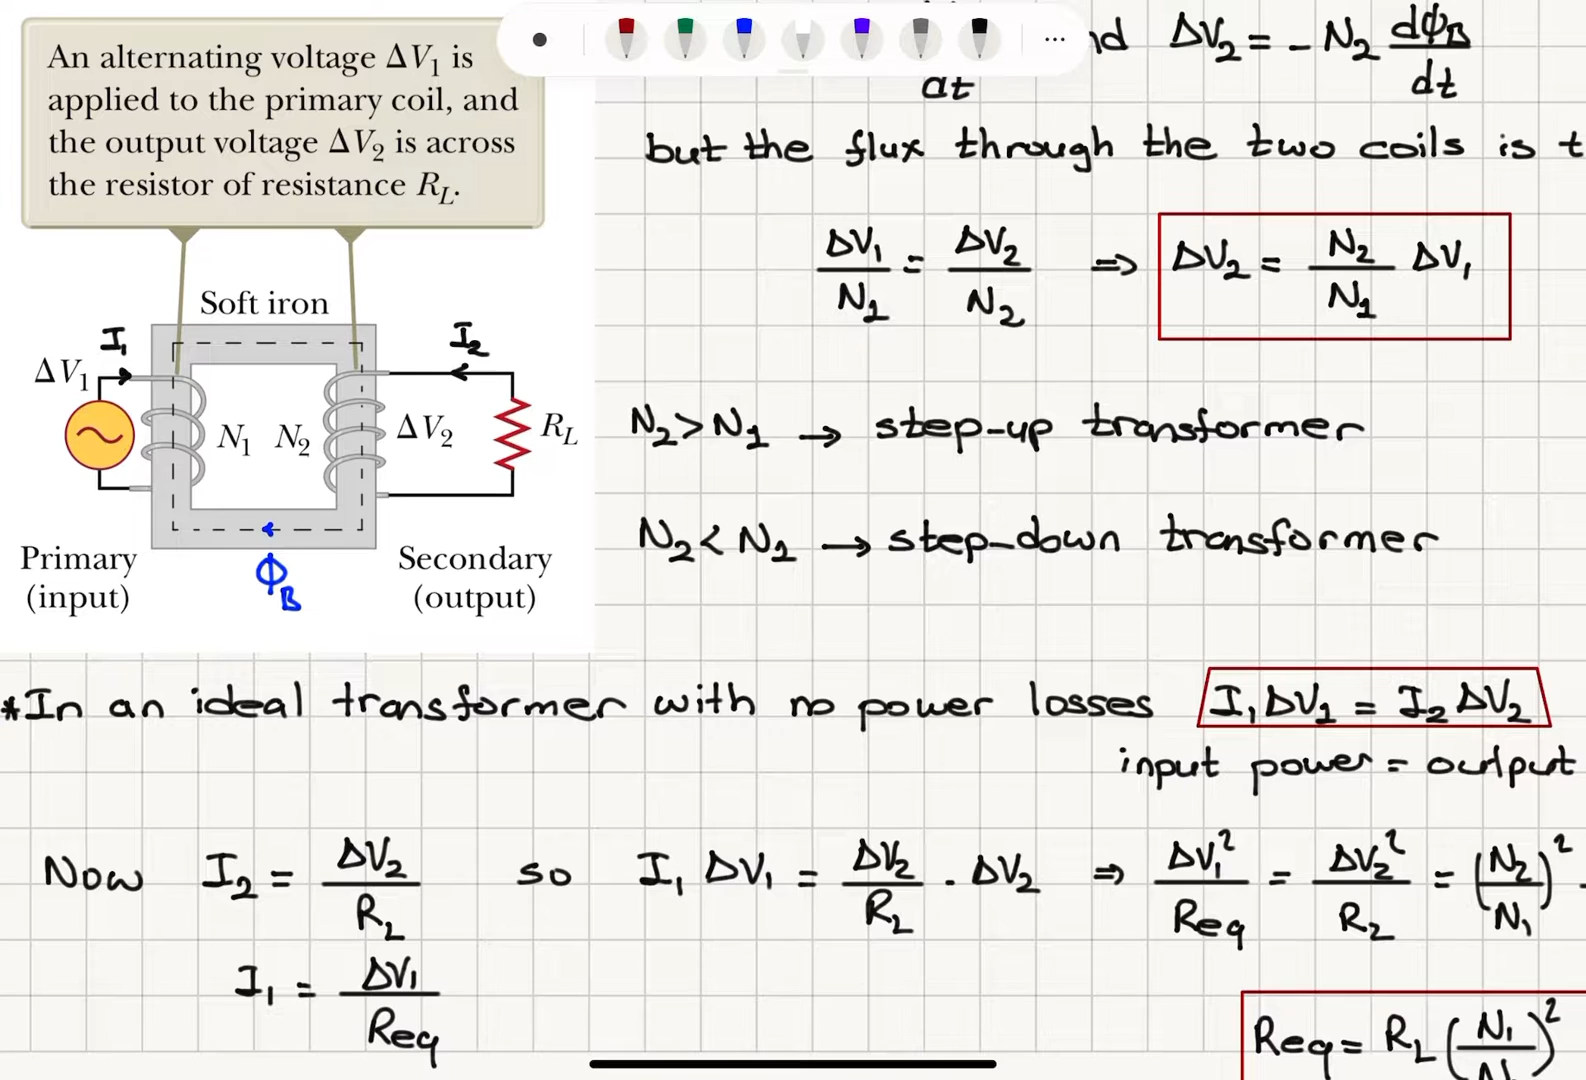 An alternating voltage ΔV₁ is
applied to the primary coil, and
the output voltage ΔV₂ is across
the resistor of resistance R_L.
Soft iron
I₁
I₂
ΔV₁
N₁ N₂
ΔV₂
R_L
Primary
(input)
Secondary
(output)
Φ_B
ΔV₂ = - N₂ dΦ_B/dt
dt
but the flux through the two coils is
ΔV₁/N₁ = ΔV₂/N₂ ⇒ ΔV₂ = N₂/N₁ ΔV₁
N₂ > N₁ → step-up transformer
N₂ < N₂ → step-down transformer
*In an ideal transformer with no power losses I₁ΔV₁ = I₂ΔV₂
input power = output
Now I₂ = ΔV₂/R_L so I₁ ΔV₁ = ΔV₂/R_L · ΔV₂ ⇒ ΔV₁²/Req = ΔV₂²/R_L = (N₂/N₁)²
I₁ = ΔV₁/Req
Req = R_L (N₁/
)²